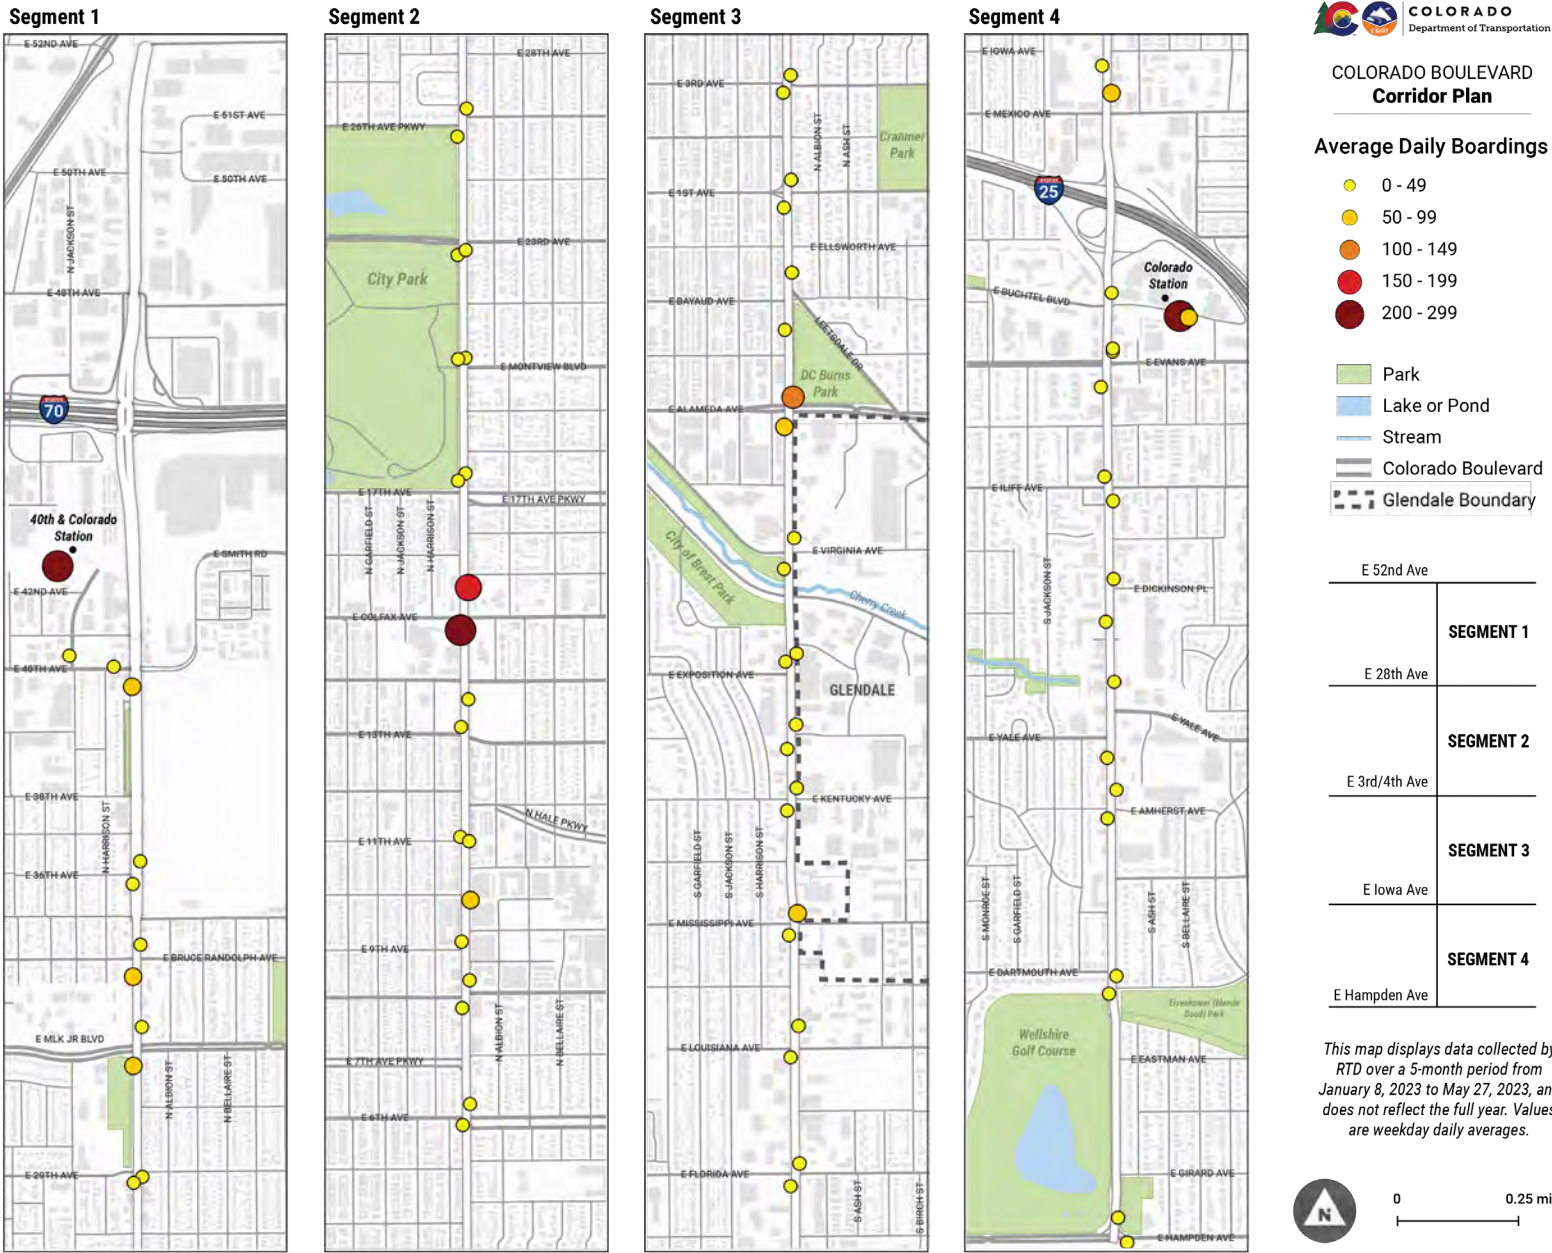 Segment 1
E 52ND AVE
E 51ST AVE
E 50TH AVE
E 50TH AVE
N JACKSON ST
E 48TH AVE
70
40th & Colorado
Station
E SMITH RD
E 42ND AVE
E 40TH AVE
E 38TH AVE
N HARRISON ST
E 36TH AVE
E BRUCE RANDOLPH AVE
E MLK JR BLVD
N ALBION ST
N BELLAIRE ST
E 29TH AVE
Segment 2
E 28TH AVE
E 26TH AVE PKWY
E 23RD AVE
City Park
E MONTVIEW BLVD
E 17TH AVE
E 17TH AVE PKWY
N GARFIELD ST
N JACKSON ST
N HARRISON ST
E COLFAX AVE
E 13TH AVE
N HALE PKWY
E 11TH AVE
E 9TH AVE
N ALBION ST
N BELLAIRE ST
E 7TH AVE PKWY
E 6TH AVE
Segment 3
E 3RD AVE
N ALBION ST
N ASH ST
Cranmer
Park
E 1ST AVE
E ELLSWORTH AVE
E BAYAUD AVE
LEETSDALE DR
DC Burns
Park
E ALAMEDA AVE
City of Brest Park
E VIRGINIA AVE
Cherry Creek
E EXPOSITION AVE
GLENDALE
E KENTUCKY AVE
S GARFIELD ST
S JACKSON ST
S HARRISON ST
E MISSISSIPPI AVE
E LOUISIANA AVE
E FLORIDA AVE
S ASH ST
S BIRCH ST
Segment 4
E IOWA AVE
E MEXICO AVE
25
Colorado
Station
E BUCHTEL BLVD
E EVANS AVE
E ILIFF AVE
S JACKSON ST
E DICKINSON PL
E YALE AVE
E YALE AVE
E AMHERST AVE
S MONROE ST
S GARFIELD ST
S ASH ST
S BELLAIRE ST
E DARTMOUTH AVE
Wellshire
Golf Course
E EASTMAN AVE
E GIRARD AVE
E HAMPDEN AVE
COLORADO
Department of Transportation
COLORADO BOULEVARD
Corridor Plan
Average Daily Boardings
0 - 49
50 - 99
100 - 149
150 - 199
200 - 299
Park
Lake or Pond
Stream
Colorado Boulevard
Glendale Boundary
E 52nd Ave
SEGMENT 1
E 28th Ave
SEGMENT 2
E 3rd/4th Ave
SEGMENT 3
E Iowa Ave
SEGMENT 4
E Hampden Ave
This map displays data collected by
RTD over a 5-month period from
January 8, 2023 to May 27, 2023, an
does not reflect the full year. Values
are weekday daily averages.
N
0 0.25 mi